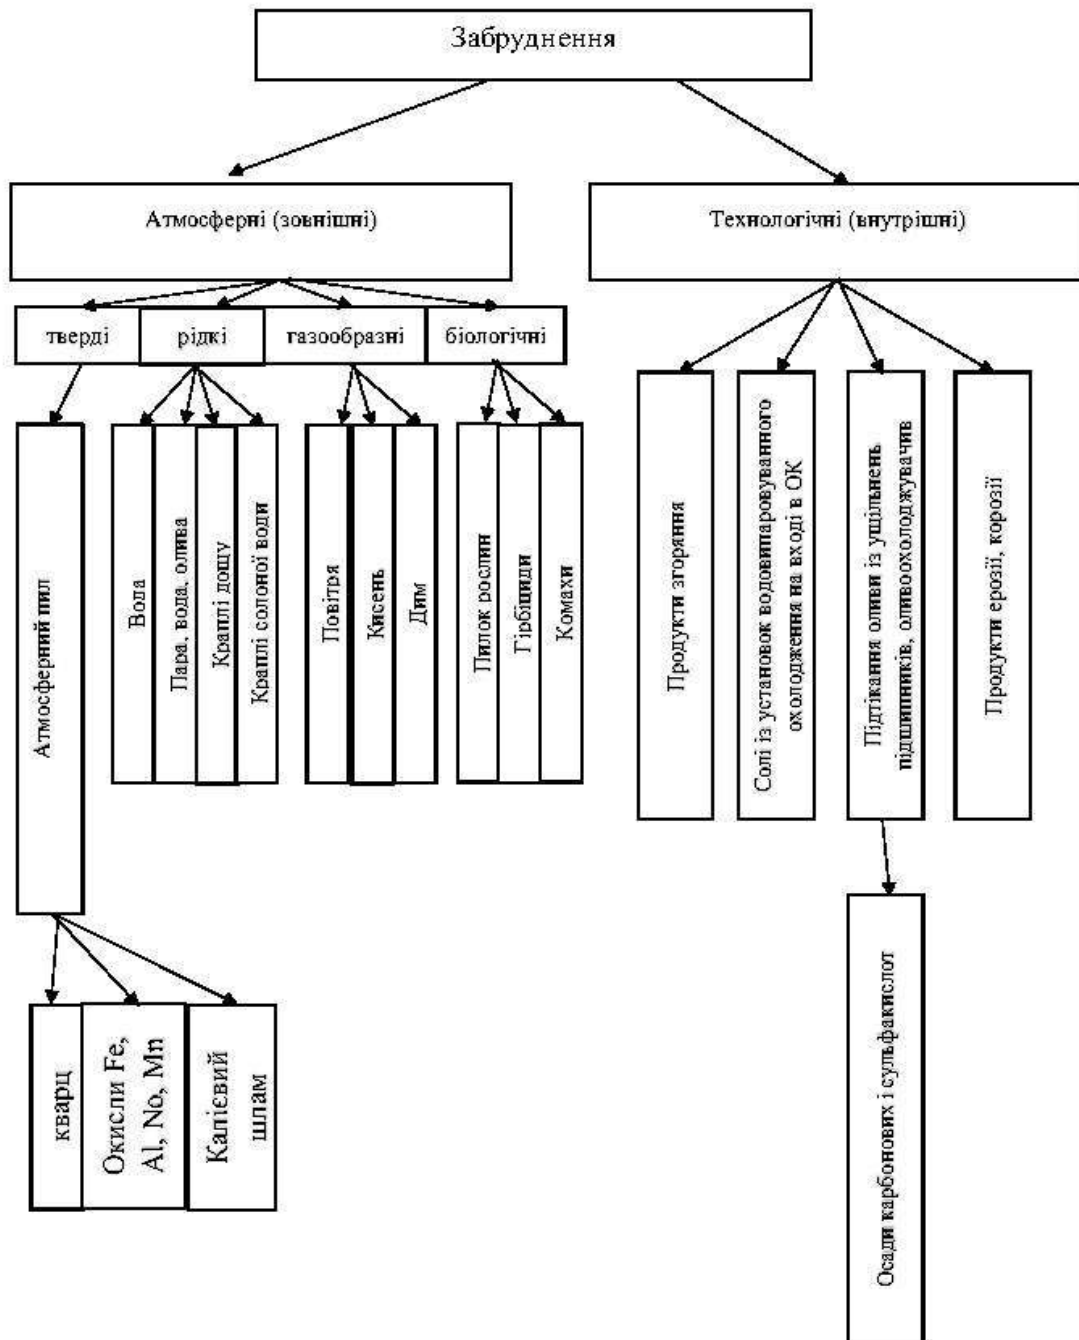 Забруднення
Атмосферні (зовнішні)
Технологічні (внутрішні)
тверді
рідкі
газообразні
біологічні
Атмосферний пил
Вода
Пара, вода, олива
Краплі дощу
Краплі солоної води
Повітря
Кисень
Дим
Пилок рослин
Гірбіциди
Комахи
Продукти згоряння
Солі із установок водовипаровуванного
охолодження на вході в ОК
Підтікання оливи із ущільнень
підшипників, оливоохолоджувачив
Продукти ерозії, корозії
кварц
Окисли Fe,
Al, No, Mn
Калієвий
шлам
Осади карбонових і сульфакислот